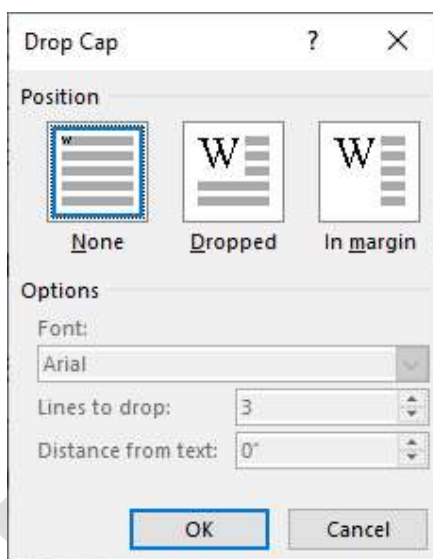 Drop Cap ? ×
Position
W W W
None Dropped In margin
Options
Font:
Arial
Lines to drop: 3
Distance from text: 0"
OK Cancel